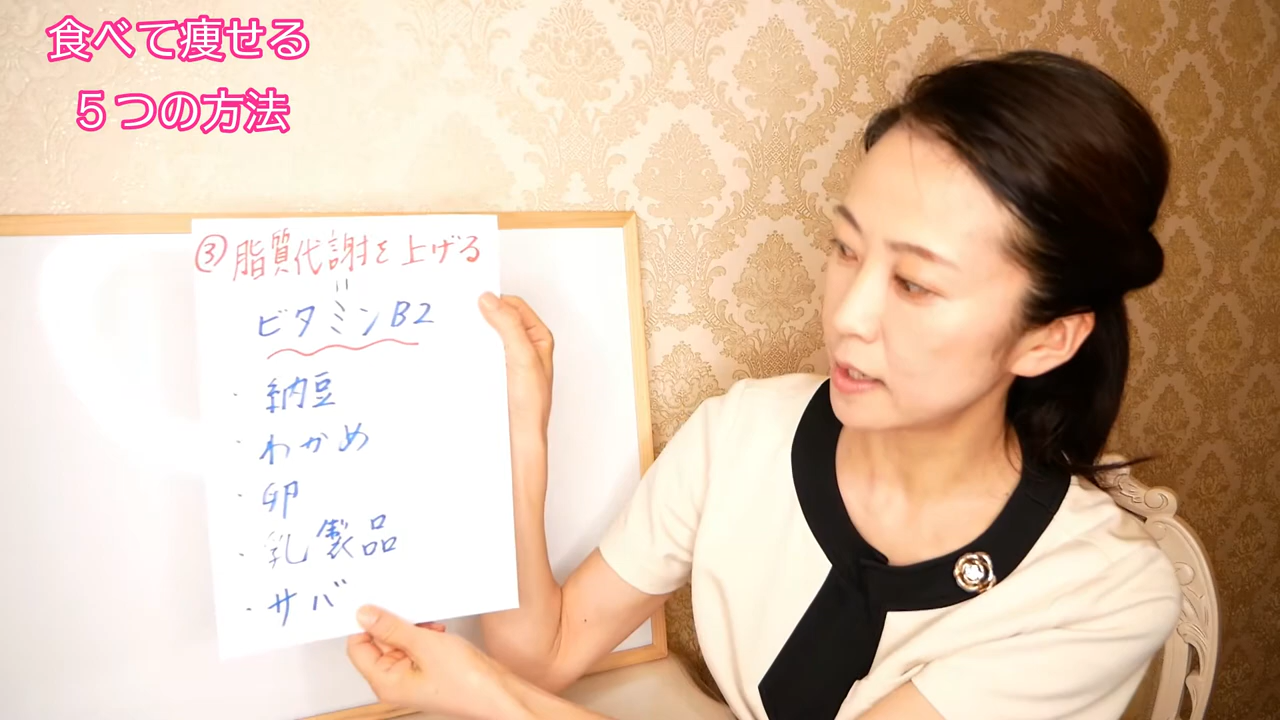 食べて痩せる
５つの方法
③脂質代謝を上げる
=
ビタミンB2
・納豆
・わかめ
・卵
・乳製品
・サバ